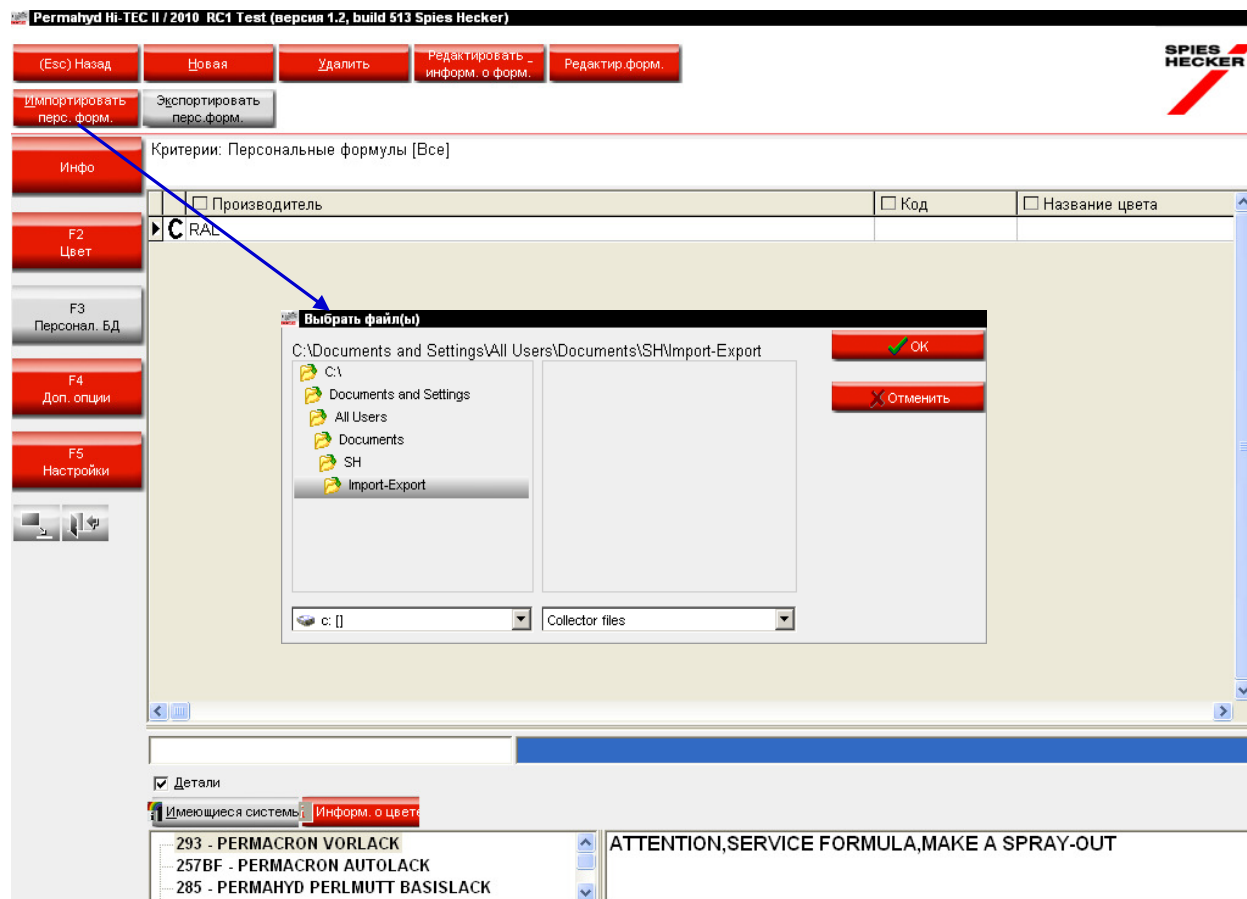 Permahyd Hi-TEC II / 2010 RC1 Test (версия 1.2, build 513 Spies Hecker)
(Esc) Назад
Новая
Удалить
Редактировать _
информ. о форм.
Редактир.форм.
SPIES
HECKER
Импортировать
перс. форм.
Экспортировать
перс.форм.
Критерии: Персональные формулы [Все]
Инфо
F2
Цвет
F3
Персонал. БД
F4
Доп. опции
F5
Настройки
Производитель
Код
Название цвета
C RAL
Выбрать файл(ы)
C:\Documents and Settings\All Users\Documents\SH\Import-Export
C:\
Documents and Settings
All Users
Documents
SH
Import-Export
OK
Отменить
c: []
Collector files
Детали
Имеющиеся системы
Информ. о цвете
293 - PERMACRON VORLACK
257BF - PERMACRON AUTOLACK
285 - PERMAHYD PERLMUTT BASISLACK
ATTENTION,SERVICE FORMULA,MAKE A SPRAY-OUT